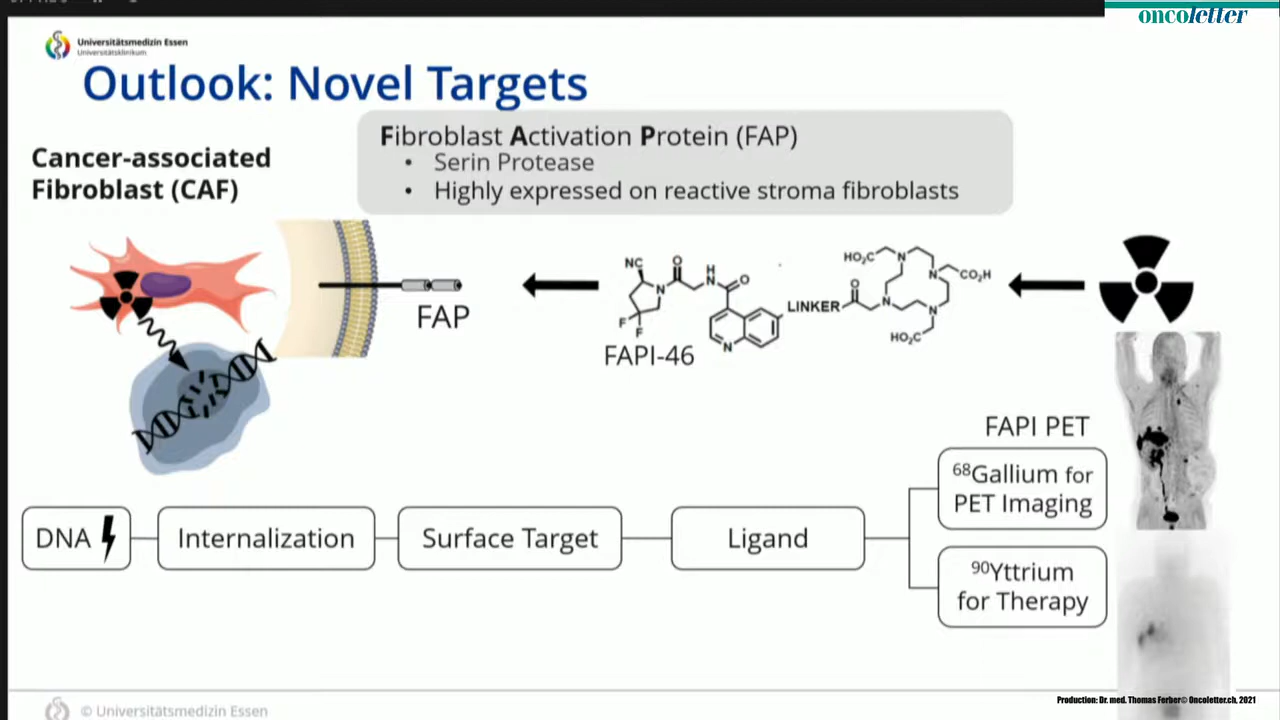 oncoletter
Universitätsmedizin Essen
Universitätsklinikum
Outlook: Novel Targets
Fibroblast Activation Protein (FAP)
• Serin Protease
• Highly expressed on reactive stroma fibroblasts
Cancer-associated
Fibroblast (CAF)
FAP
NC
O
H
N
O
N
F
F
N
FAPI-46
LINKER
O
HO₂C
N
N
CO₂H
N
N
HO₂C
FAPI PET
⁶⁸Gallium for
PET Imaging
DNA
Internalization
Surface Target
Ligand
⁹⁰Yttrium
for Therapy
Production: Dr. med. Thomas Ferber© Oncoletter.ch, 2021
© Universitätsmedizin Essen